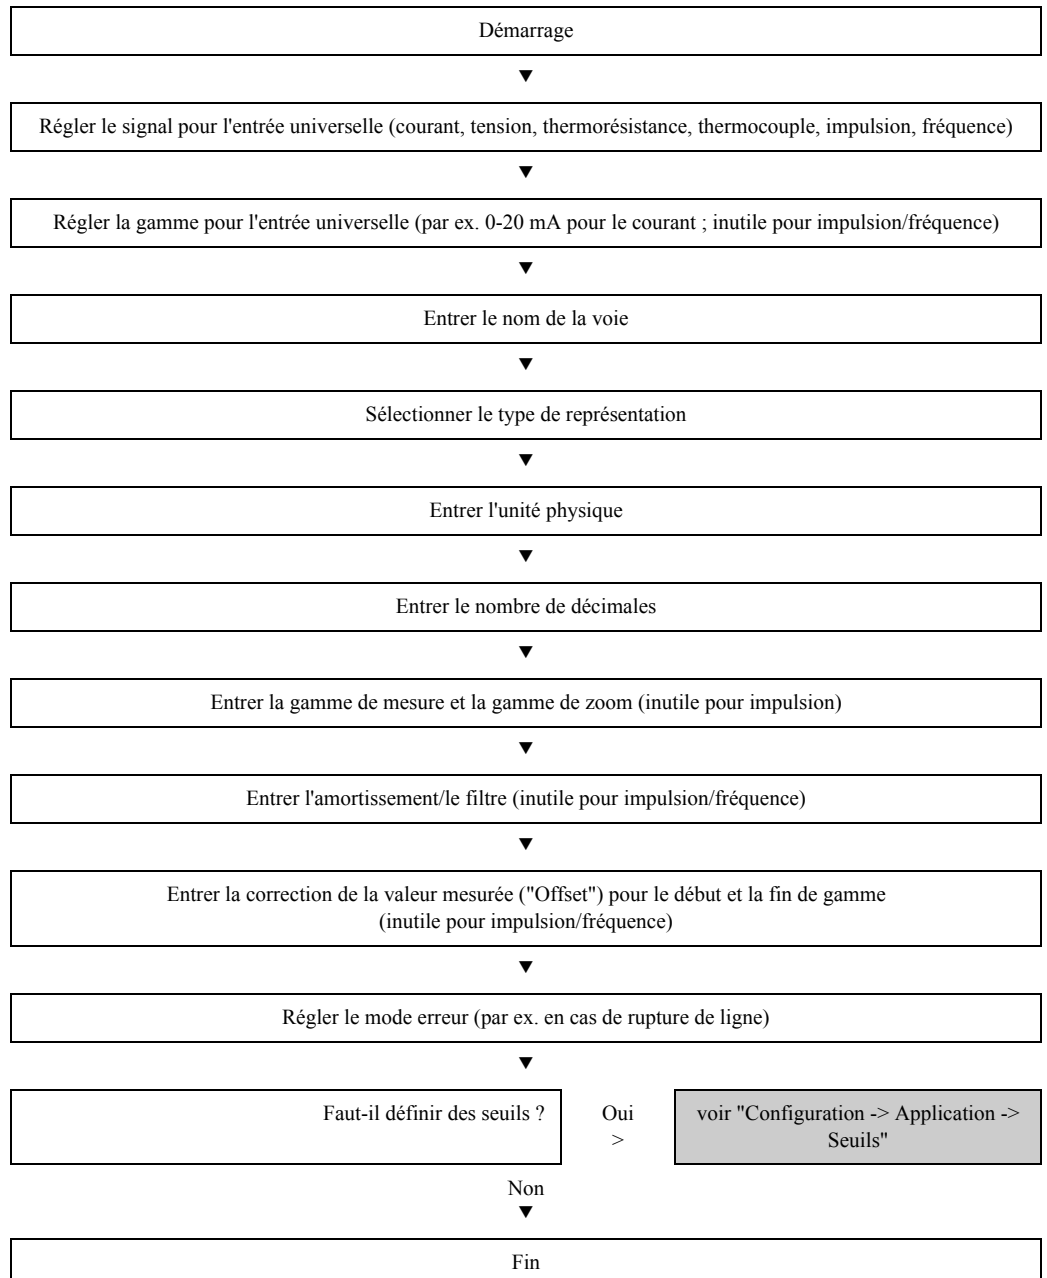 Démarrage
▼
Régler le signal pour l'entrée universelle (courant, tension, thermorésistance, thermocouple, impulsion, fréquence)
▼
Régler la gamme pour l'entrée universelle (par ex. 0-20 mA pour le courant ; inutile pour impulsion/fréquence)
▼
Entrer le nom de la voie
▼
Sélectionner le type de représentation
▼
Entrer l'unité physique
▼
Entrer le nombre de décimales
▼
Entrer la gamme de mesure et la gamme de zoom (inutile pour impulsion)
▼
Entrer l'amortissement/le filtre (inutile pour impulsion/fréquence)
▼
Entrer la correction de la valeur mesurée ("Offset") pour le début et la fin de gamme
(inutile pour impulsion/fréquence)
▼
Régler le mode erreur (par ex. en cas de rupture de ligne)
▼
Faut-il définir des seuils ?
Oui
>
voir "Configuration -> Application ->
Seuils"
Non
▼
Fin